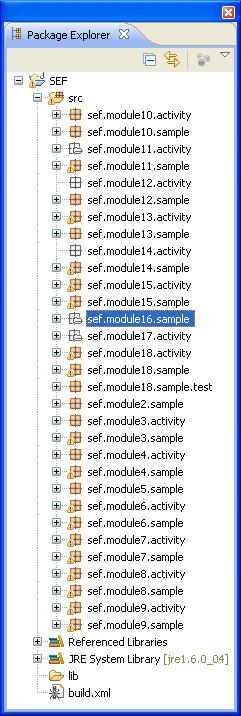 Package Explorer
SEF
src
sef.module10.activity
sef.module10.sample
sef.module11.activity
sef.module11.sample
sef.module12.activity
sef.module12.sample
sef.module13.activity
sef.module13.sample
sef.module14.activity
sef.module14.sample
sef.module15.activity
sef.module15.sample
sef.module16.sample
sef.module17.activity
sef.module18.activity
sef.module18.sample
sef.module18.sample.test
sef.module2.sample
sef.module3.activity
sef.module3.sample
sef.module4.activity
sef.module4.sample
sef.module5.sample
sef.module6.activity
sef.module6.sample
sef.module7.activity
sef.module7.sample
sef.module8.activity
sef.module8.sample
sef.module9.activity
sef.module9.sample
Referenced Libraries
JRE System Library [jre1.6.0_04]
lib
build.xml